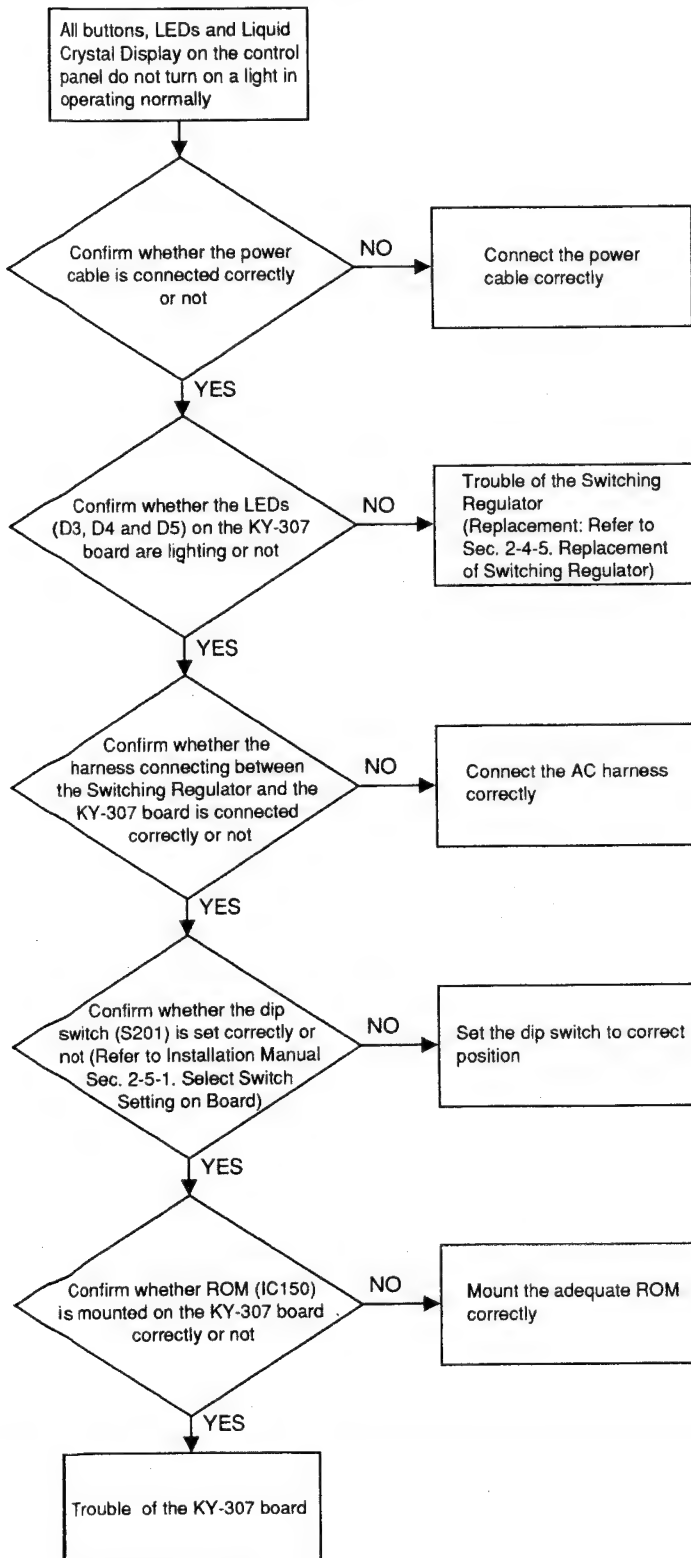 All buttons, LEDs and Liquid
Crystal Display on the control
panel do not turn on a light in
operating normally
Confirm whether the power
cable is connected correctly
or not
NO
Connect the power
cable correctly
YES
Confirm whether the LEDs
(D3, D4 and D5) on the KY-307
board are lighting or not
NO
Trouble of the Switching
Regulator
(Replacement: Refer to
Sec. 2-4-5. Replacement
of Switching Regulator)
YES
Confirm whether the
harness connecting between
the Switching Regulator and the
KY-307 board is connected
correctly or not
NO
Connect the AC harness
correctly
YES
Confirm whether the dip
switch (S201) is set correctly or
not (Refer to Installation Manual
Sec. 2-5-1. Select Switch
Setting on Board)
NO
Set the dip switch to correct
position
YES
Confirm whether ROM (IC150)
is mounted on the KY-307 board
correctly or not
NO
Mount the adequate ROM
correctly
YES
Trouble of the KY-307 board